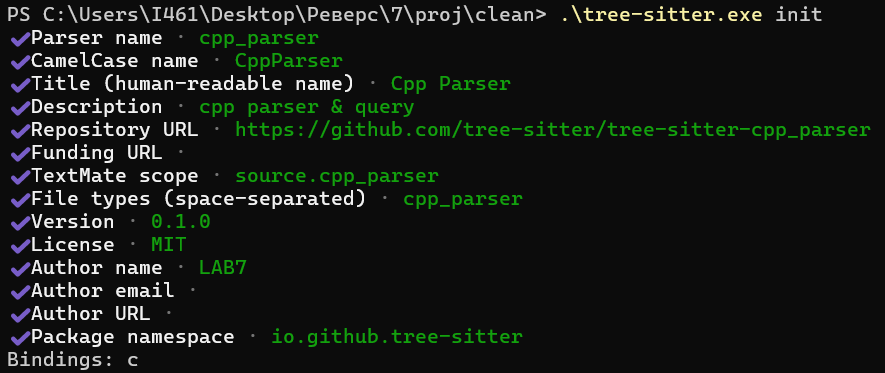 PS C:\Users\I461\Desktop\Реверс\7\proj\clean> .\tree-sitter.exe init
✔Parser name · cpp_parser
✔CamelCase name · CppParser
✔Title (human-readable name) · Cpp Parser
✔Description · cpp parser & query
✔Repository URL · https://github.com/tree-sitter/tree-sitter-cpp_parser
✔Funding URL ·
✔TextMate scope · source.cpp_parser
✔File types (space-separated) · cpp_parser
✔Version · 0.1.0
✔License · MIT
✔Author name · LAB7
✔Author email ·
✔Author URL ·
✔Package namespace · io.github.tree-sitter
Bindings: c